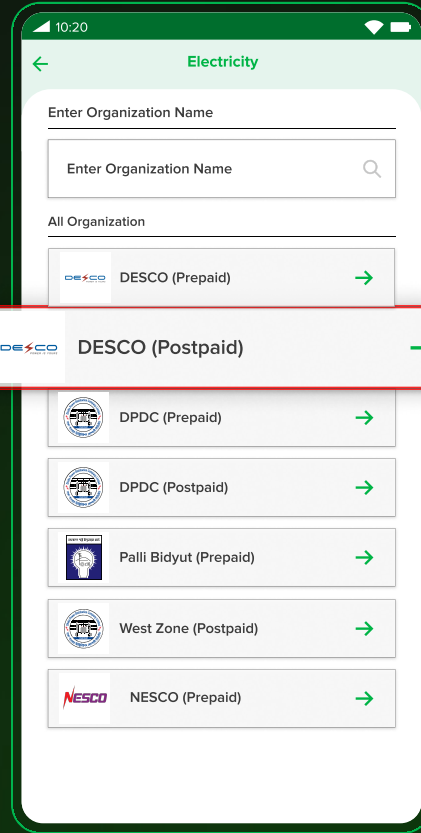 10:20
Electricity
Enter Organization Name
Enter Organization Name
All Organization
DESCO
DESCO (Prepaid)
DESCO
DESCO (Postpaid)
DPDC (Prepaid)
DPDC (Postpaid)
Palli Bidyut (Prepaid)
West Zone (Postpaid)
NESCO
NESCO (Prepaid)